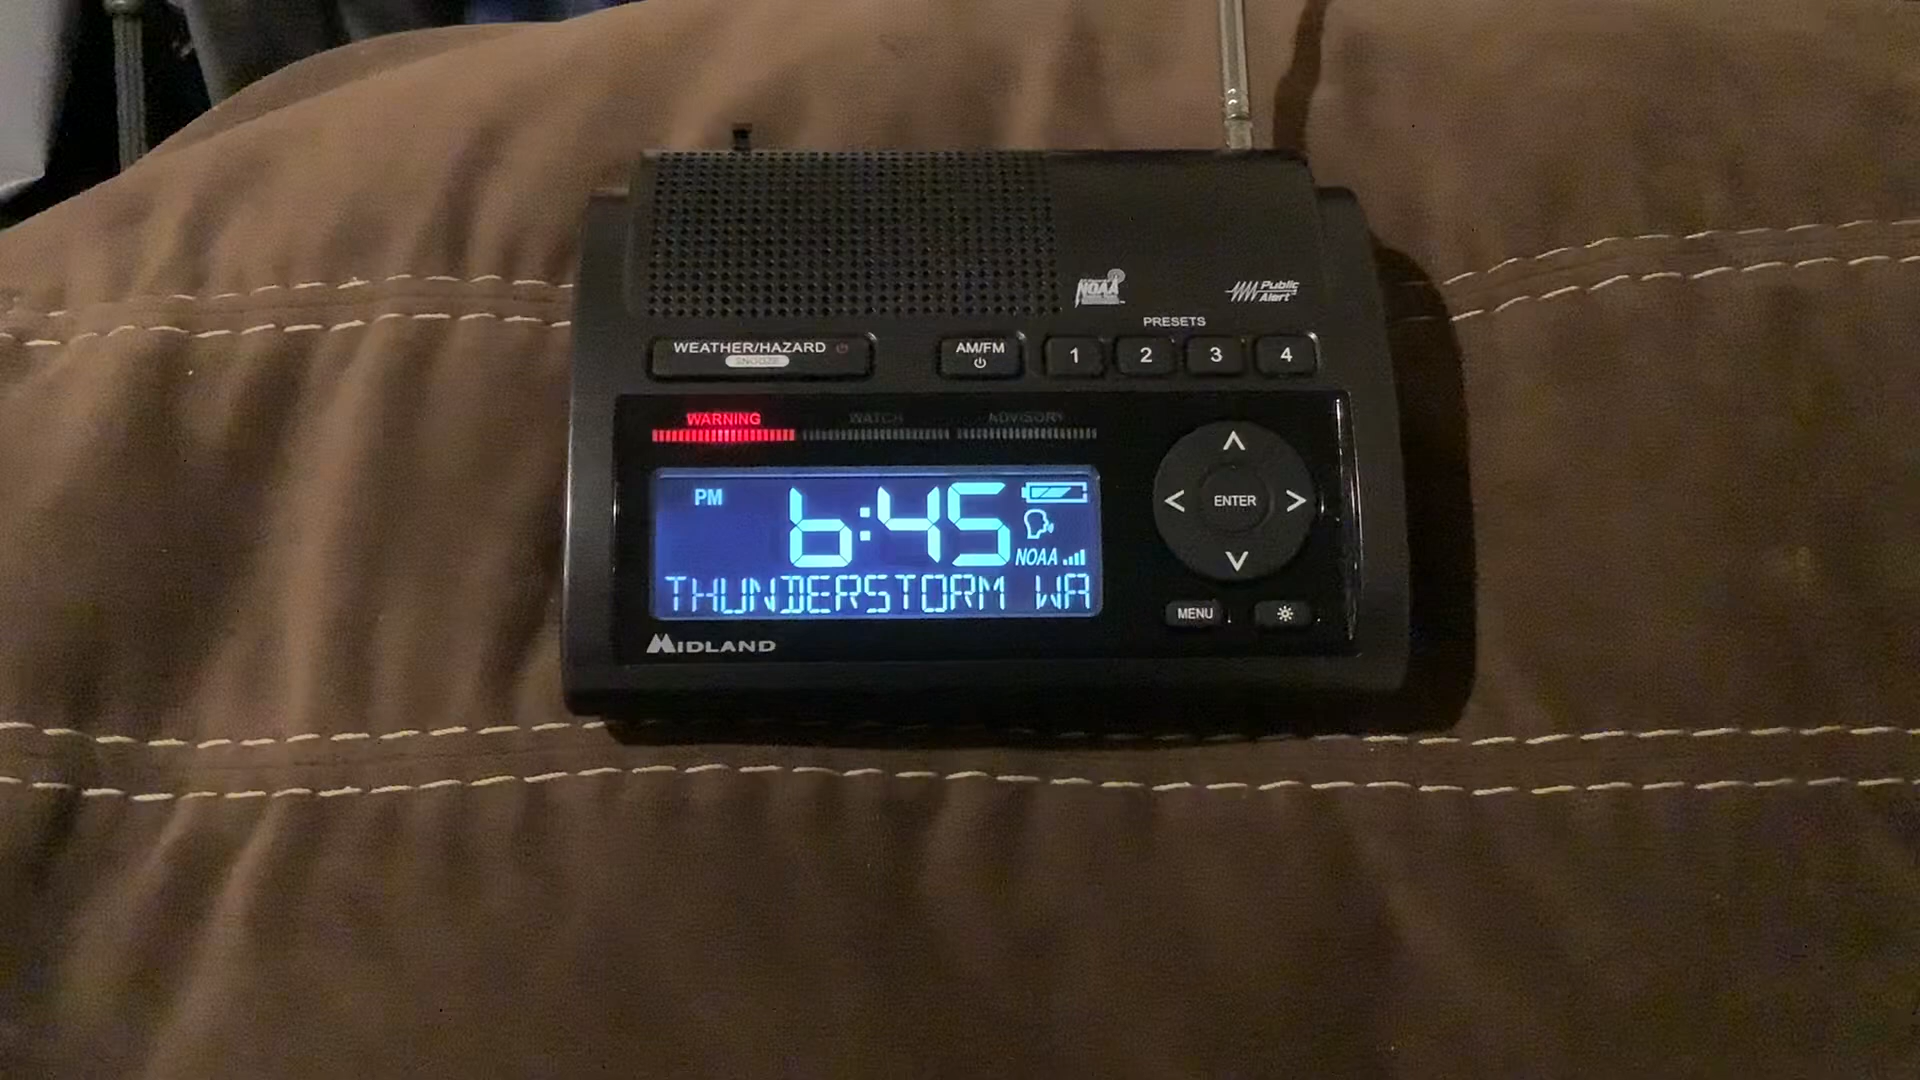 NOAA
Public
Alert
PRESETS
WEATHER/HAZARD
SNOOZE
AM/FM
1 2 3 4
WARNING WATCH ADVISORY
PM 6:45
NOAA
THUNDERSTORM WA
ENTER
MENU
MIDLAND